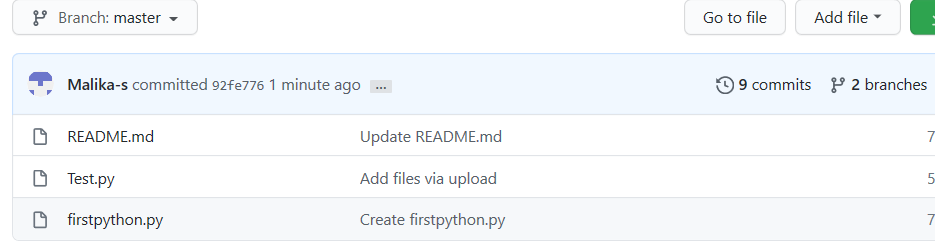 Branch: master Go to file Add file
Malika-s committed 92fe776 1 minute ago ... 9 commits 2 branches
README.md Update README.md 7
Test.py Add files via upload 5
firstpython.py Create firstpython.py 7